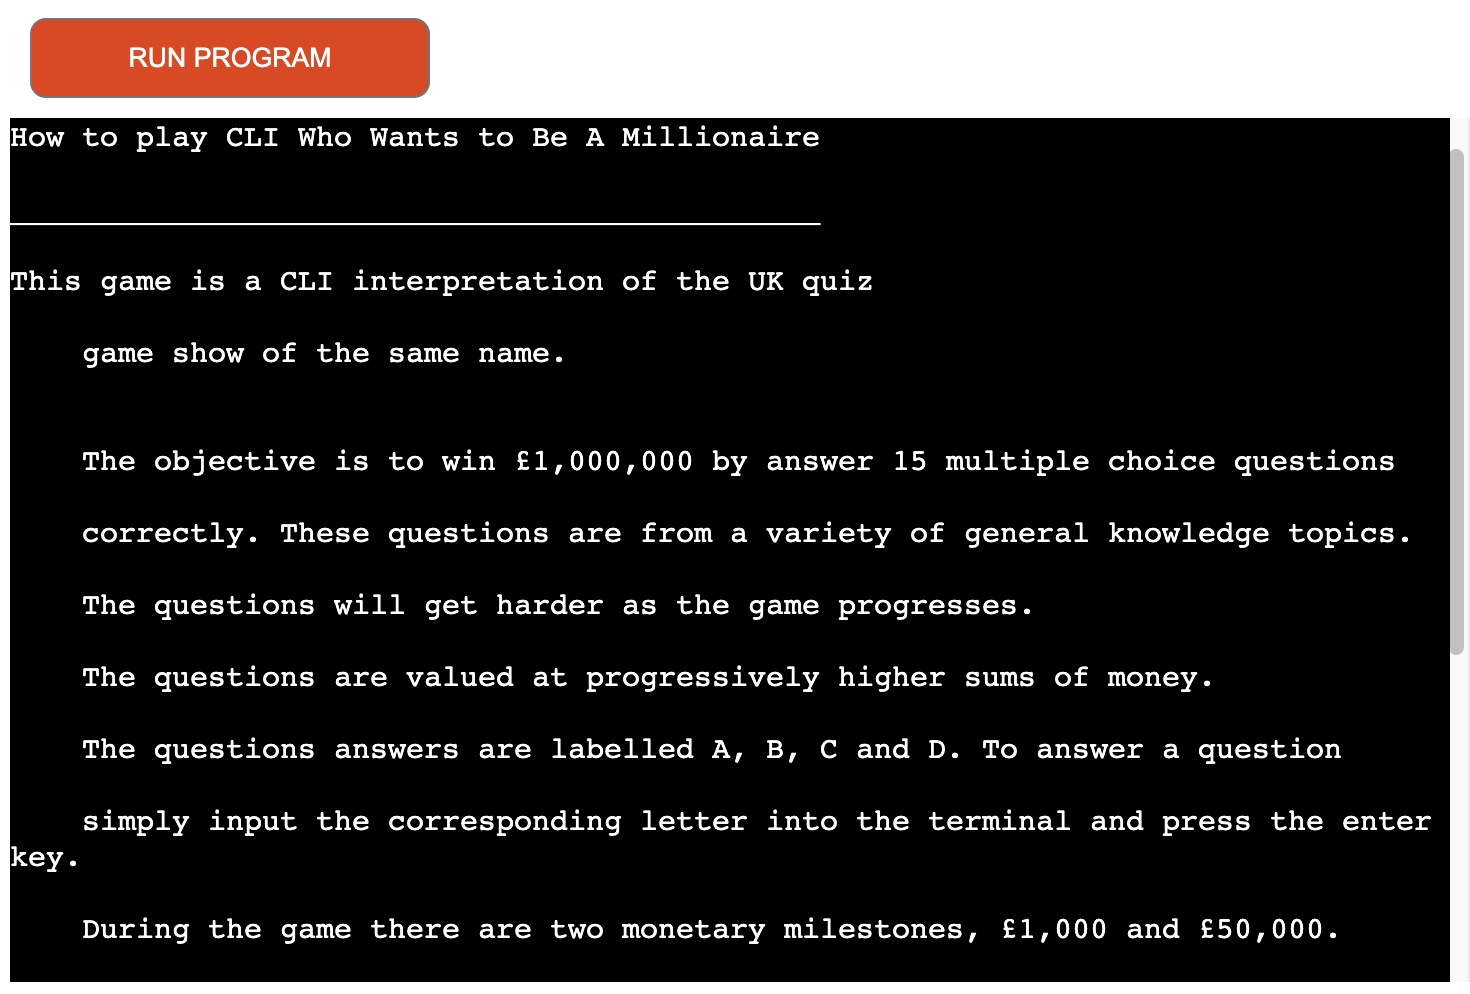 RUN PROGRAM
How to play CLI Who Wants to Be A Millionaire
_____________________________________________
This game is a CLI interpretation of the UK quiz
game show of the same name.
The objective is to win £1,000,000 by answer 15 multiple choice questions
correctly. These questions are from a variety of general knowledge topics.
The questions will get harder as the game progresses.
The questions are valued at progressively higher sums of money.
The questions answers are labelled A, B, C and D. To answer a question
simply input the corresponding letter into the terminal and press the enter
key.
During the game there are two monetary milestones, £1,000 and £50,000.